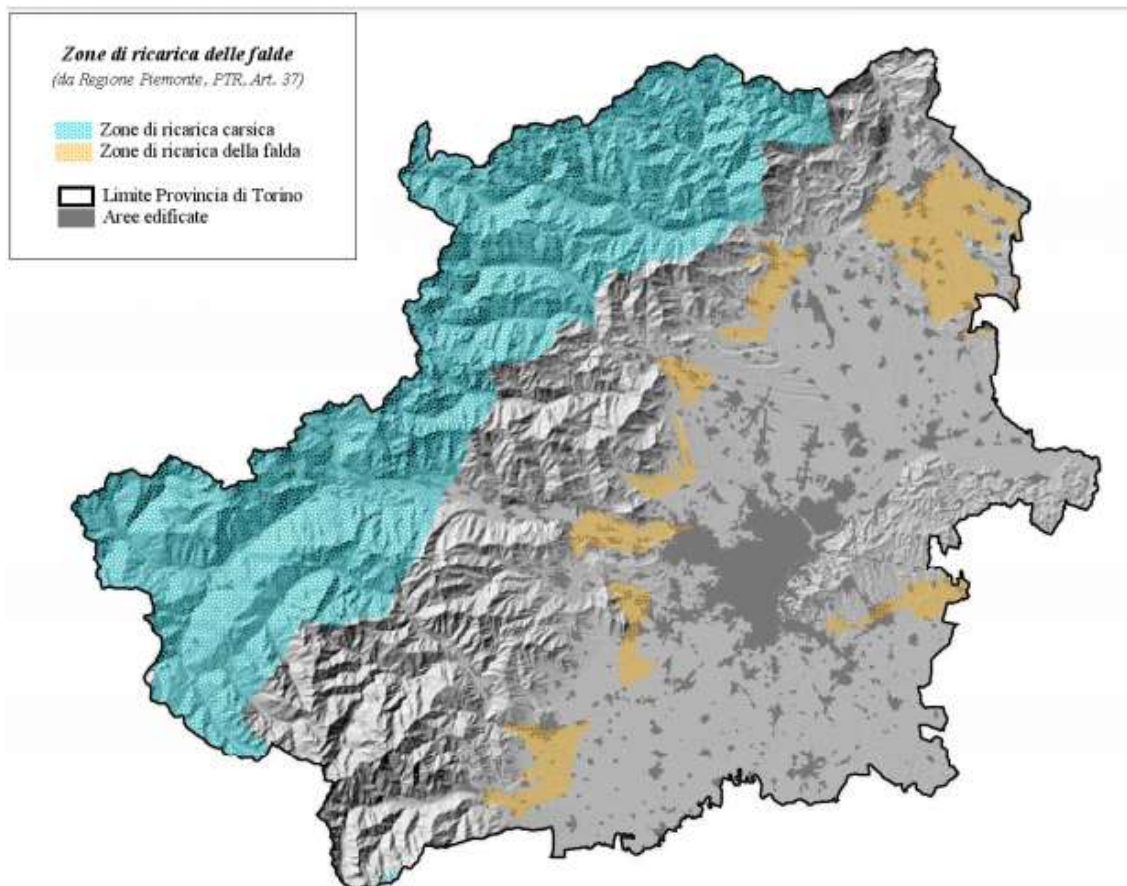 Zone di ricarica delle falde
(da Regione Piemonte, PTR, Art. 37)
Zone di ricarica carsica
Zone di ricarica della falda
Limite Provincia di Torino
Aree edificate